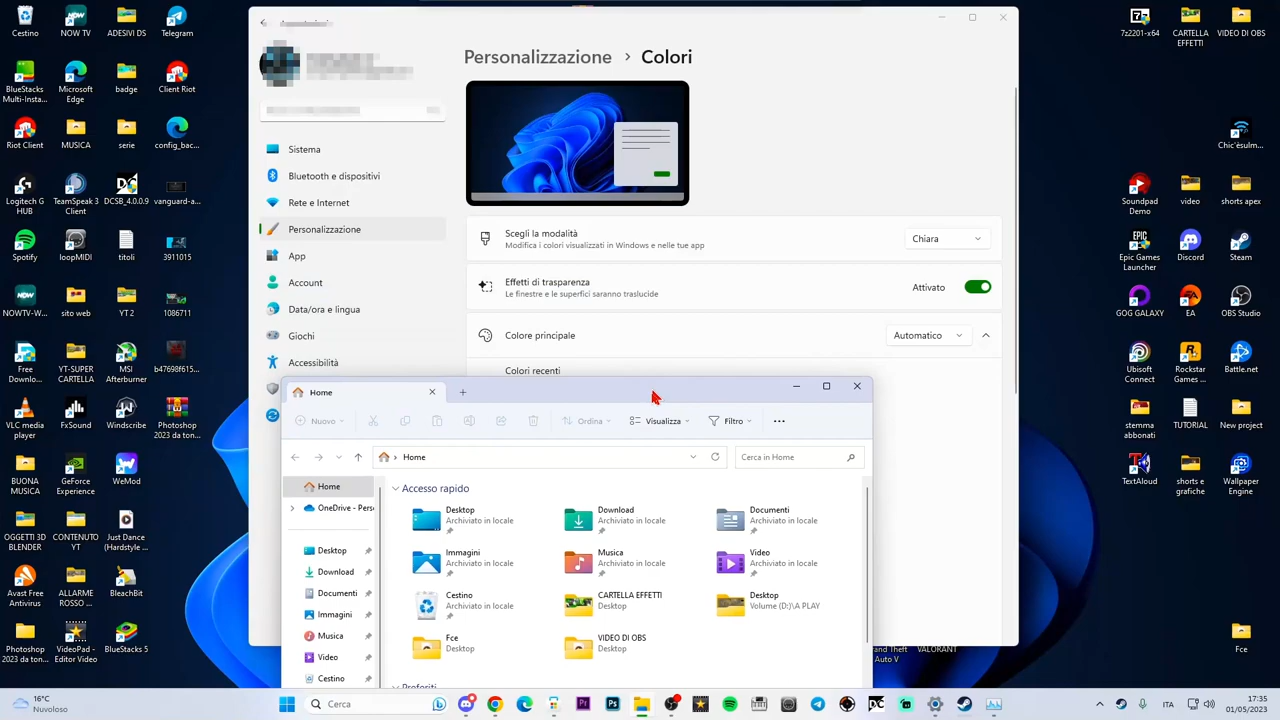 Cestino
NOW TV
ADESIVI DS
Telegram
BlueStacks
Multi-Insta...
Microsoft
Edge
badge
Client Riot
Riot Client
MUSICA
serie
config_bac...
Logitech G
HUB
TeamSpeak 3
Client
DCSB_4.0.0.9
vanguard-a...
Spotify
loopMIDI
titoli
3911015
NOWTV-W...
sito web
YT 2
1086711
Free
Downlo...
YT-SUPER
CARTELLA
MSI
Afterburner
b47698f615...
VLC media
player
FxSound
Windscribe
Photoshop
2023 da ton...
BUONA
MUSICA
GeForce
Experience
WeMod
OGGETTI 3D
BLENDER
CONTENUTO
YT
Just Dance
(Hardstyle ...
Avast Free
Antivirus
ALLARME
ROSSO ...
BleachBit
Photoshop
2023 da ton...
VideoPad -
Editor Video
BlueStacks 5
Personalizzazione > Colori
Sistema
Bluetooth e dispositivi
Rete e Internet
Personalizzazione
App
Account
Data/ora e lingua
Giochi
Accessibilità
Scegli la modalità
Modifica i colori visualizzati in Windows e nelle tue app
Chiara
Effetti di trasparenza
Le finestre e le superfici saranno traslucide
Attivato
Colore principale
Automatico
Colori recenti
Home
Nuovo
Ordina
Visualizza
Filtro
Home
Cerca in Home
Home
OneDrive - Perso
Desktop
Download
Documenti
Immagini
Musica
Video
Cestino
Accesso rapido
Desktop
Archiviato in locale
Download
Archiviato in locale
Documenti
Archiviato in locale
Immagini
Archiviato in locale
Musica
Archiviato in locale
Video
Archiviato in locale
Cestino
Archiviato in locale
CARTELLA EFFETTI
Desktop
Desktop
Volume (D:)\A PLAY
Fce
Desktop
VIDEO DI OBS
Desktop
Preferiti
7z2201-x64
CARTELLA
EFFETTI
VIDEO DI OBS
Chic'èsulm...
Soundpad
Demo
video
shorts apex
Epic Games
Launcher
Discord
Steam
GOG GALAXY
EA
OBS Studio
Ubisoft
Connect
Rockstar
Games ...
Battle.net
stemma
abbonati
TUTORIAL
New project
TextAloud
shorts e
grafiche
Wallpaper
Engine
rand Theft
Auto V
VALORANT
Fce
16°C
Nuvoloso
Cerca
ITA
17:35
01/05/2023